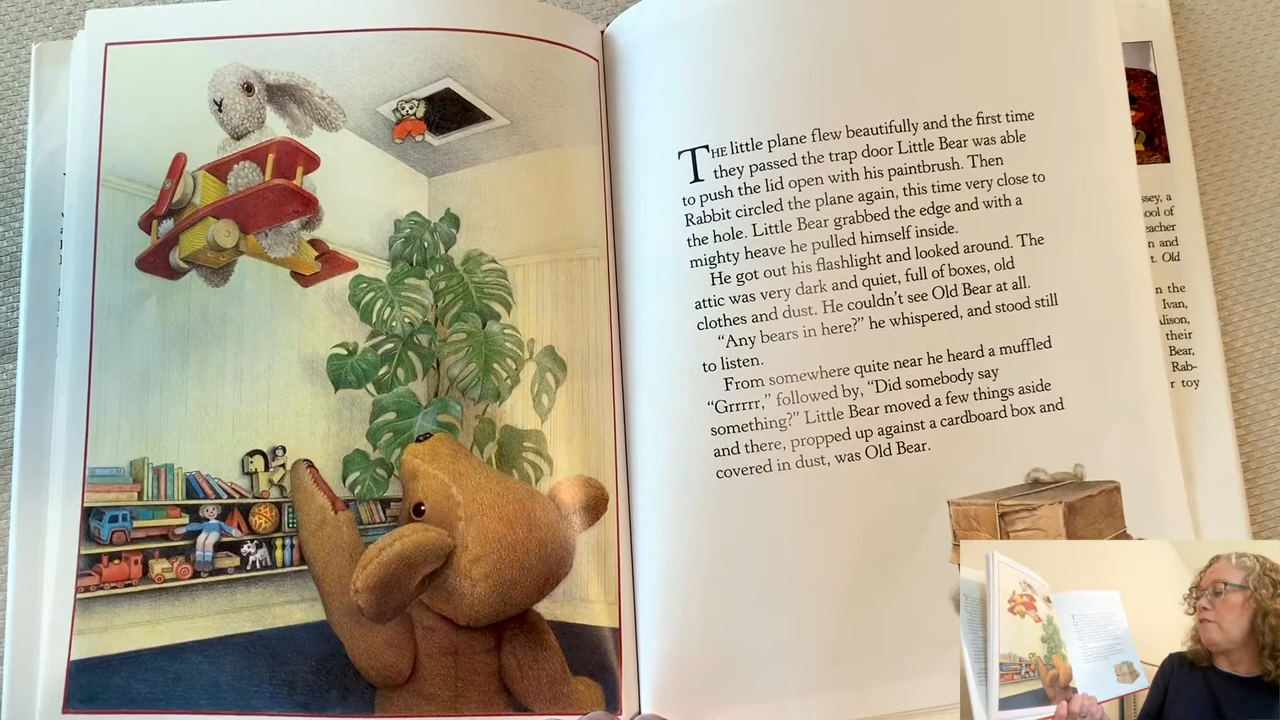 THE little plane flew beautifully and the first time
they passed the trap door Little Bear was able
to push the lid open with his paintbrush. Then
Rabbit circled the plane again, this time very close to
the hole. Little Bear grabbed the edge and with a
mighty heave he pulled himself inside.
He got out his flashlight and looked around. The
attic was very dark and quiet, full of boxes, old
clothes and dust. He couldn't see Old Bear at all.
“Any bears in here?” he whispered, and stood still
to listen.
From somewhere quite near he heard a muffled
“Grrrrr,” followed by, “Did somebody say
something?” Little Bear moved a few things aside
and there, propped up against a cardboard box and
covered in dust, was Old Bear.
ssey, a
ool of
eacher
n and
t. Old
n the
Ivan,
their
Bear,
Rab-
r toy